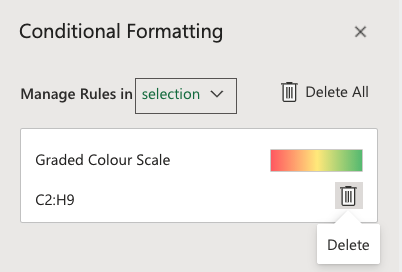 Conditional Formatting
Manage Rules in selection Delete All
Graded Colour Scale
C2:H9
Delete